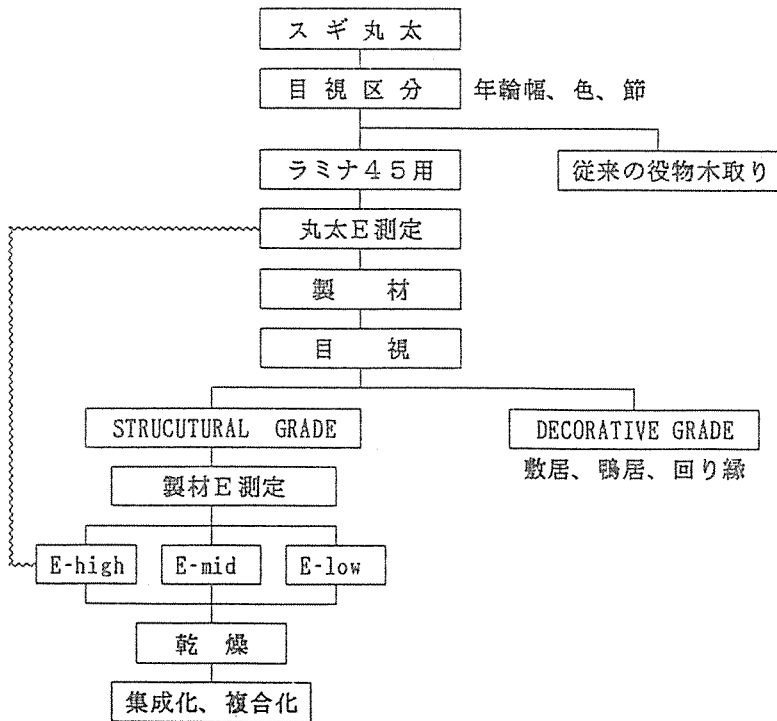 スギ丸太
目視区分 年輪幅、色、節
ラミナ45用 従来の役物木取り
丸太E測定
製材
目視
STRUCUTURAL GRADE DECORATIVE GRADE
敷居、鴨居、回り縁
製材E測定
E-high E-mid E-low
乾燥
集成化、複合化